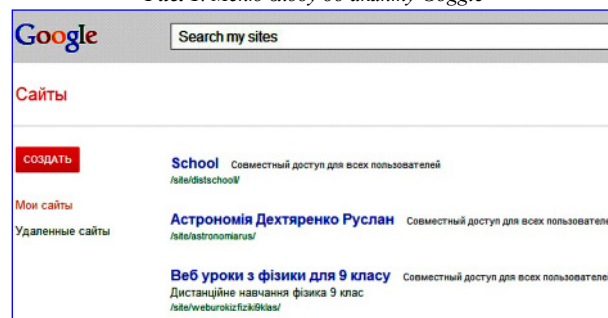 Google
Search my sites
Сайты
СОЗДАТЬ
Мои сайты
Удаленные сайты
School Совместный доступ для всех пользователей
/site/distschool/
Астрономія Дехтяренко Руслан Совместный доступ для всех пользователе
/site/astronomiarus/
Веб уроки з фізики для 9 класу Совместный доступ для всех пользователе
Дистанційне навчання фізика 9 клас
/site/weburokizfiziki9klas/